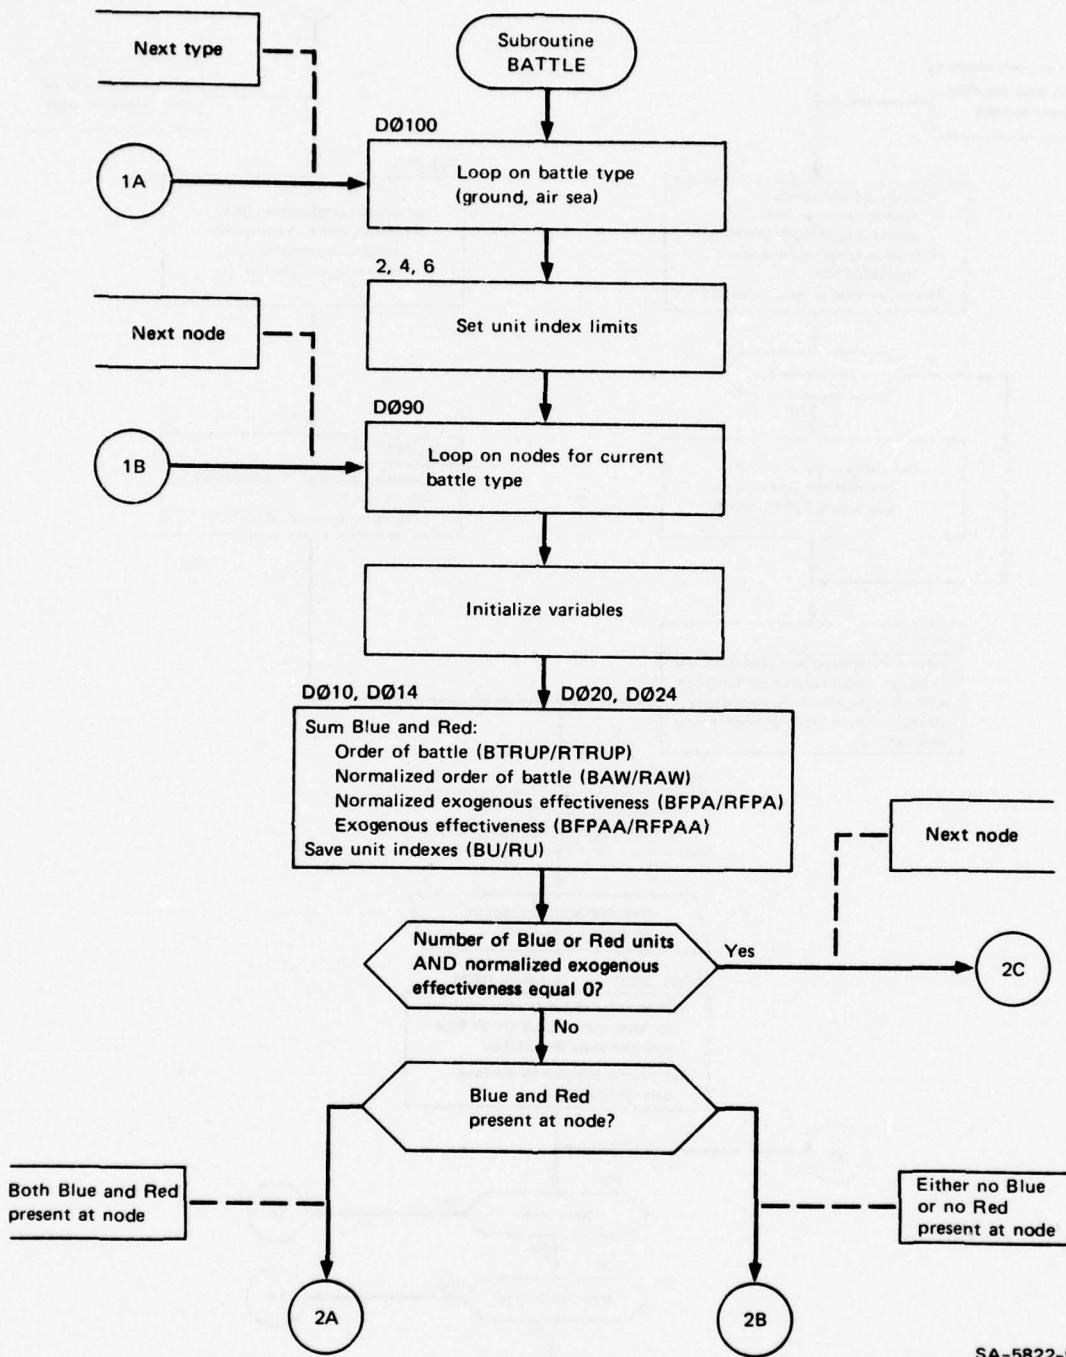 Next type
Subroutine
BATTLE
DØ100
1A
Loop on battle type
(ground, air sea)
2, 4, 6
Next node
Set unit index limits
DØ90
1B
Loop on nodes for current
battle type
Initialize variables
DØ10, DØ14
DØ20, DØ24
Sum Blue and Red:
Order of battle (BTRUP/RTRUP)
Normalized order of battle (BAW/RAW)
Normalized exogenous effectiveness (BFPA/RFPA)
Exogenous effectiveness (BFPAA/RFPAA)
Save unit indexes (BU/RU)
Next node
Number of Blue or Red units
AND normalized exogenous
effectiveness equal 0?
Yes
2C
No
Blue and Red
present at node?
Both Blue and Red
present at node
Either no Blue
or no Red
present at node
2A
2B
SA-5822-